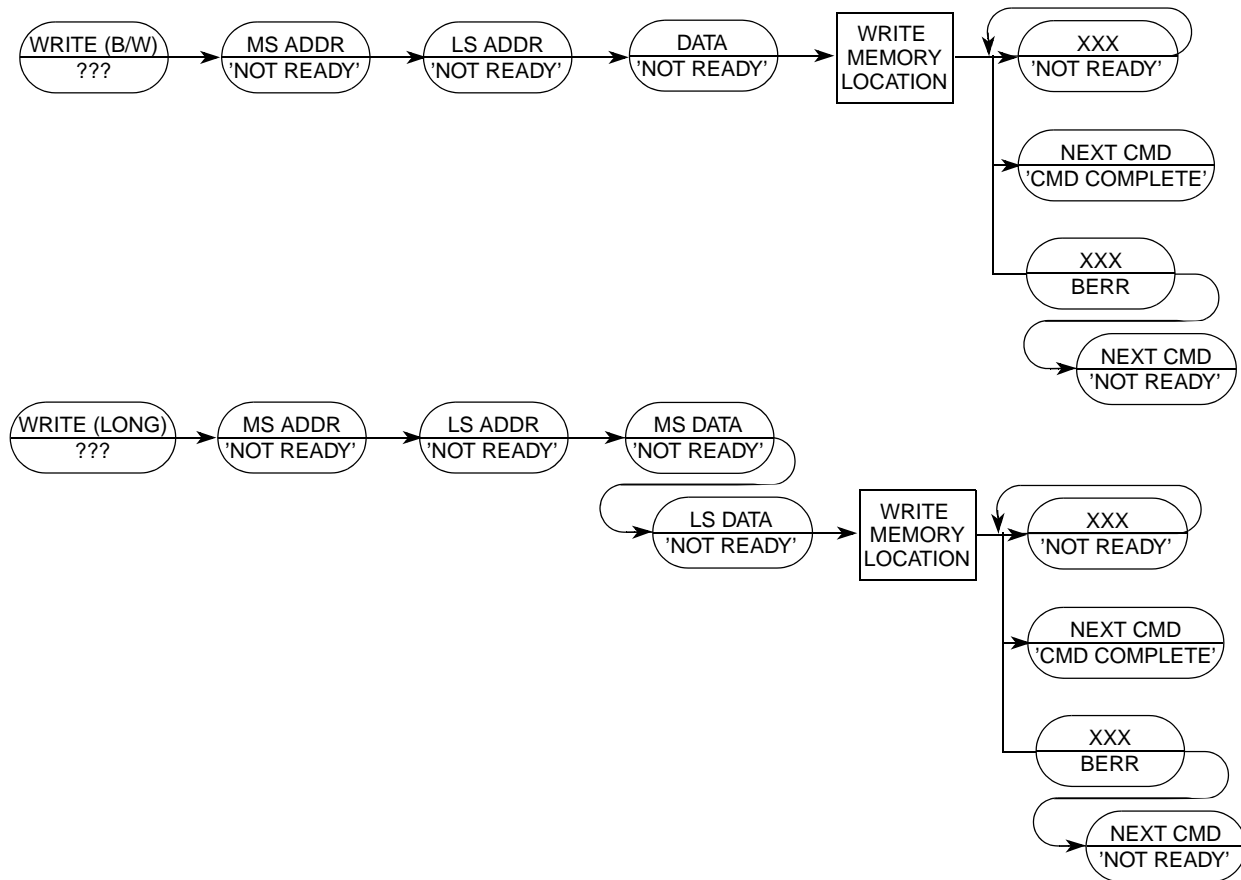 WRITE (B/W)
???
MS ADDR
'NOT READY'
LS ADDR
'NOT READY'
DATA
'NOT READY'
WRITE
MEMORY
LOCATION
XXX
'NOT READY'
NEXT CMD
'CMD COMPLETE'
XXX
BERR
NEXT CMD
'NOT READY'
WRITE (LONG)
???
MS ADDR
'NOT READY'
LS ADDR
'NOT READY'
MS DATA
'NOT READY'
LS DATA
'NOT READY'
WRITE
MEMORY
LOCATION
XXX
'NOT READY'
NEXT CMD
'CMD COMPLETE'
XXX
BERR
NEXT CMD
'NOT READY'